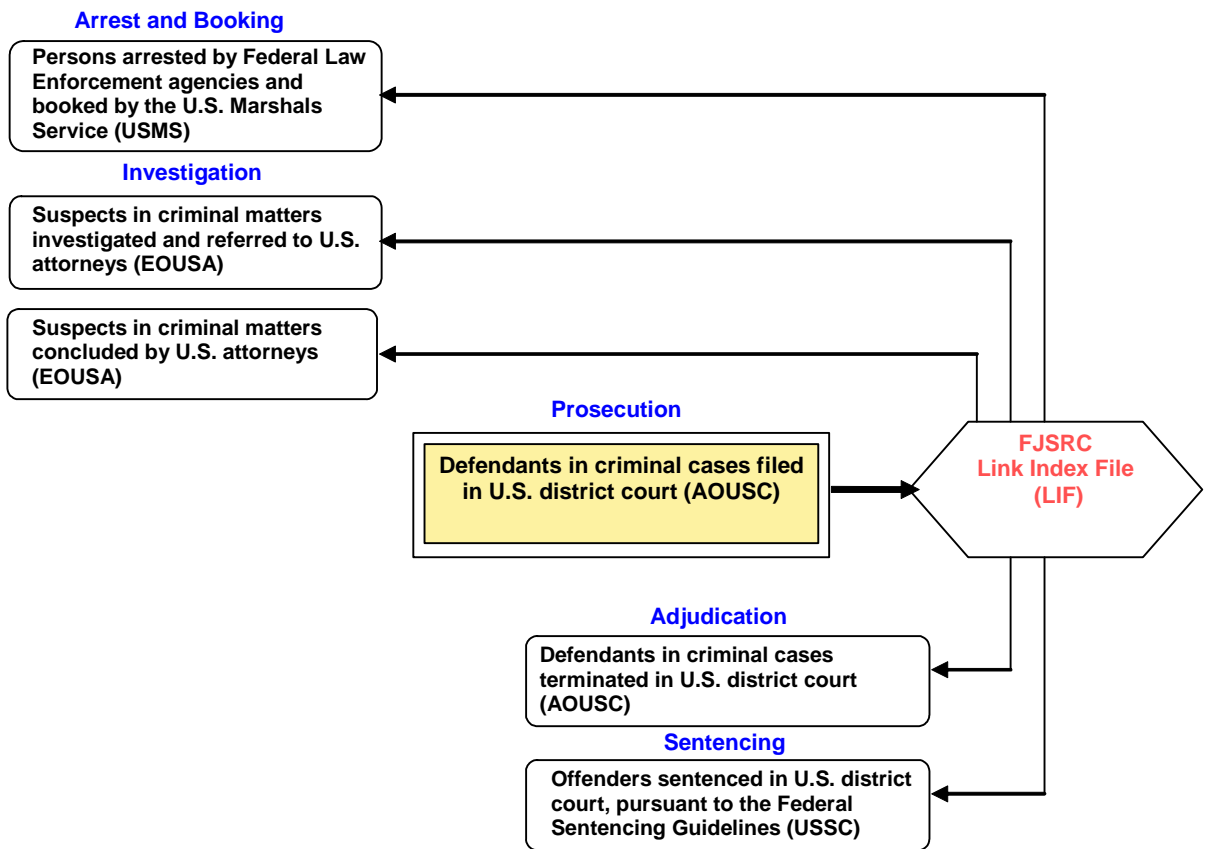 Arrest and Booking
Persons arrested by Federal Law
Enforcement agencies and
booked by the U.S. Marshals
Service (USMS)
Investigation
Suspects in criminal matters
investigated and referred to U.S.
attorneys (EOUSA)
Suspects in criminal matters
concluded by U.S. attorneys
(EOUSA)
Prosecution
Defendants in criminal cases filed
in U.S. district court (AOUSC)
FJSRC
Link Index File
(LIF)
Adjudication
Defendants in criminal cases
terminated in U.S. district court
(AOUSC)
Sentencing
Offenders sentenced in U.S. district
court, pursuant to the Federal
Sentencing Guidelines (USSC)